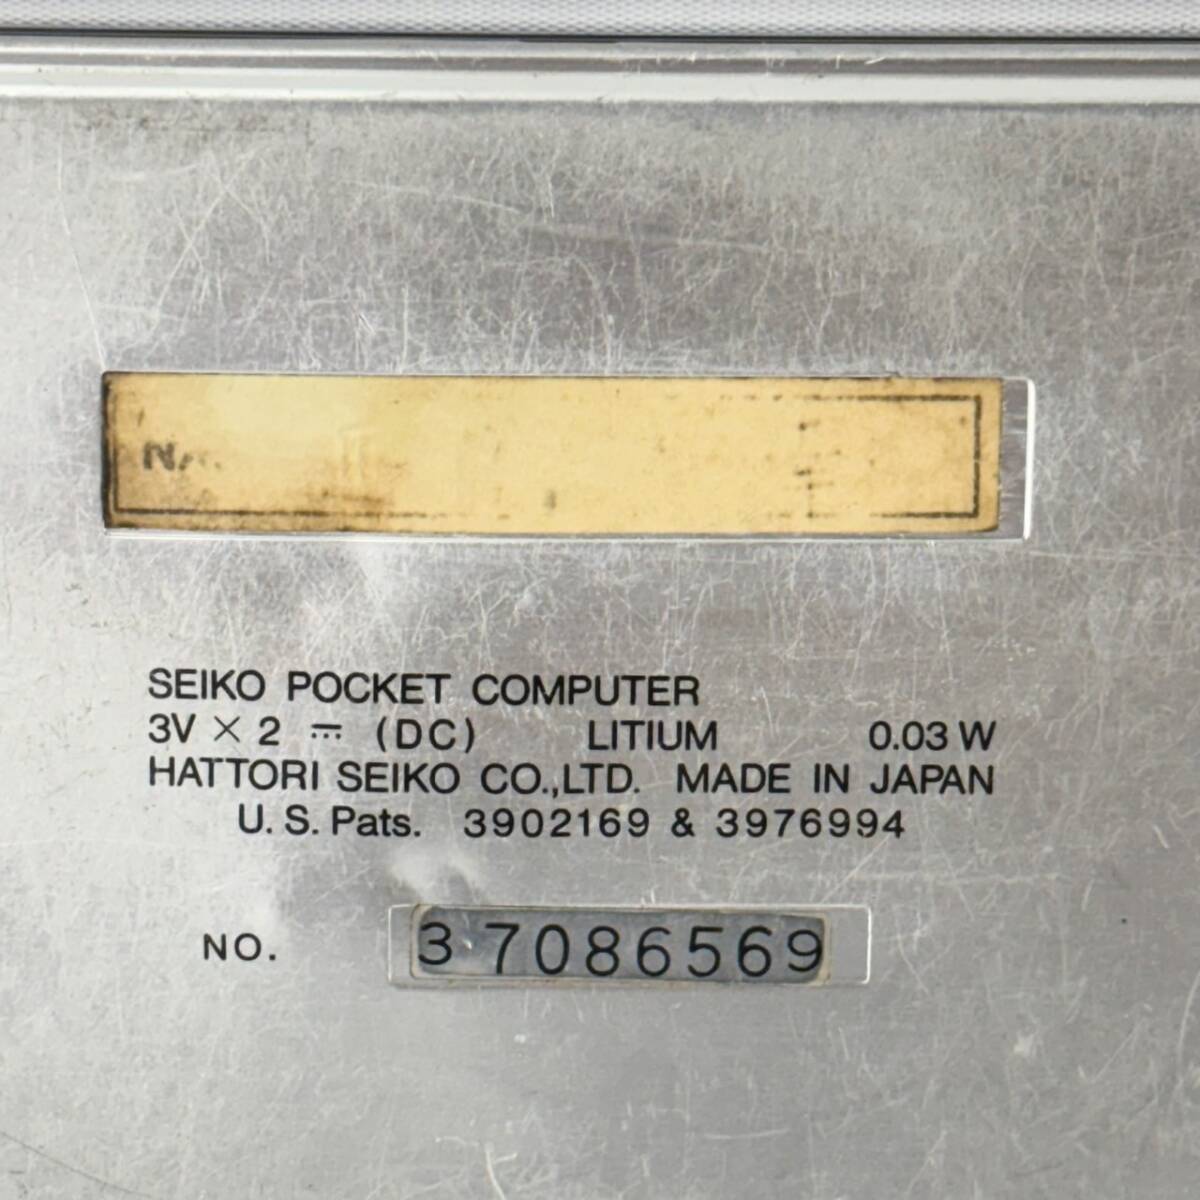 SEIKO POCKET COMPUTER
3V × 2 ⎓ (DC) LITIUM 0.03 W
HATTORI SEIKO CO.,LTD. MADE IN JAPAN
U. S. Pats. 3902169 & 3976994
NO. 3 7086569